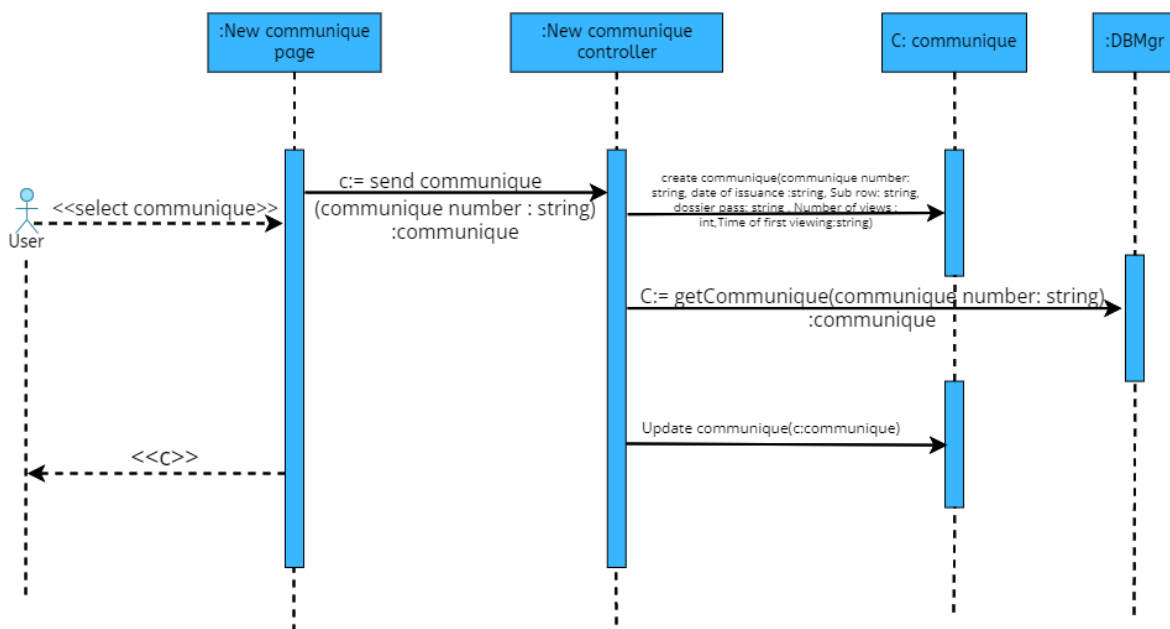 :New communique
page
:New communique
controller
C: communique
:DBMgr
User
<<select communique>>
c:= send communique
(communique number : string)
:communique
create communique(communique number:
string, date of issuance :string, Sub row: string,
dossier pass: string , Number of views :
int,Time of first viewing:string)
C:= getCommunique(communique number: string)
:communique
Update communique(c:communique)
<<c>>